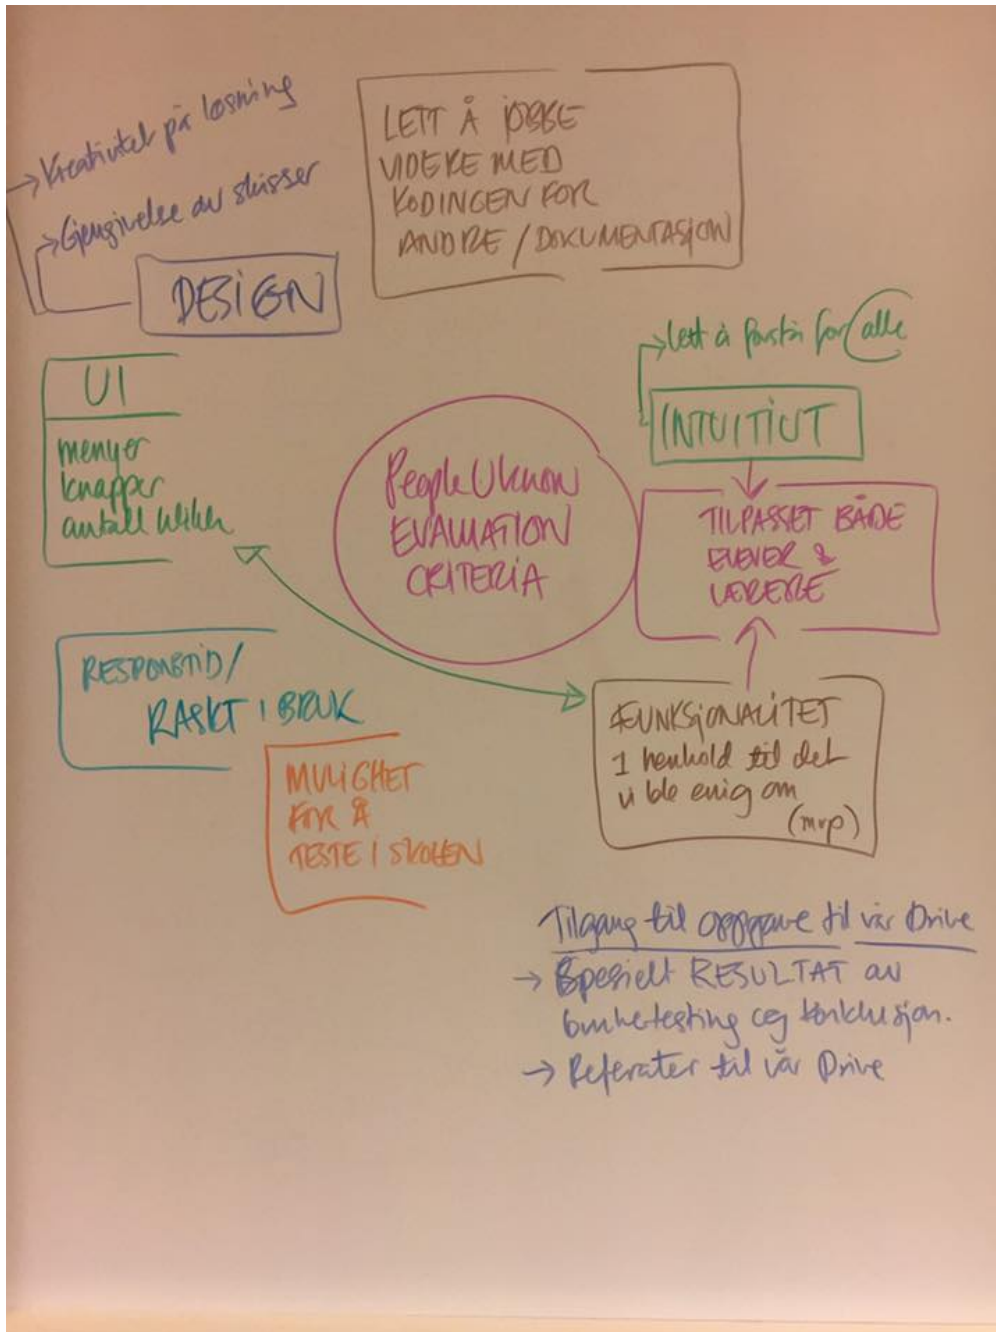 → Kreativitet på løsning
→ Gjengivelse av skisser
DESIGN
LETT Å JOBBE
VIDERE MED
KODINGEN FOR
ANDRE / DOKUMENTASJON
UI
menyer
knapper
antall klikk
People U know
EVALUATION
CRITERIA
→ lett å forstå for alle
INTUITIVT
TILPASSET BÅDE
ELEVER &
LÆRERE
RESPONSTID/
RASKT I BRUK
MULIGHET
FOR Å
TESTE I SKOLEN
FUNKSJONALITET
I henhold til det
vi ble enig om
(mvp)
Tilgang til oppgave til vår Drive
→ Spesielt RESULTAT av
brukertesting og konklusjon.
→ Referater til vår Drive